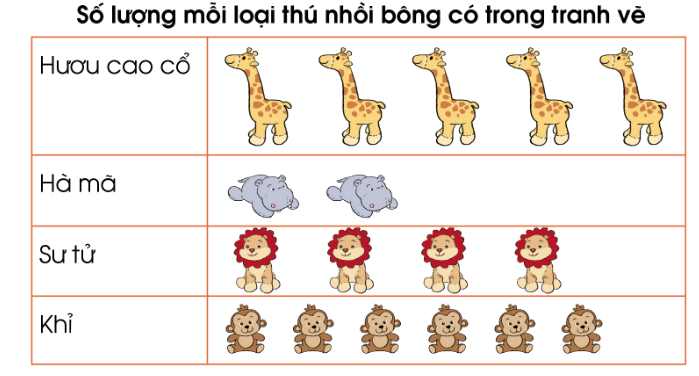 Số lượng mỗi loại thú nhồi bông có trong tranh vẽ
Hươu cao cổ
Hà mã
Sư tử
Khỉ